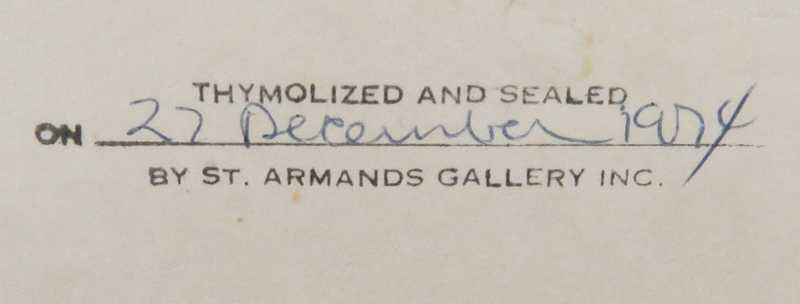 THYMOLIZED AND SEALED
ON 27 December 1974
BY ST. ARMANDS GALLERY INC.